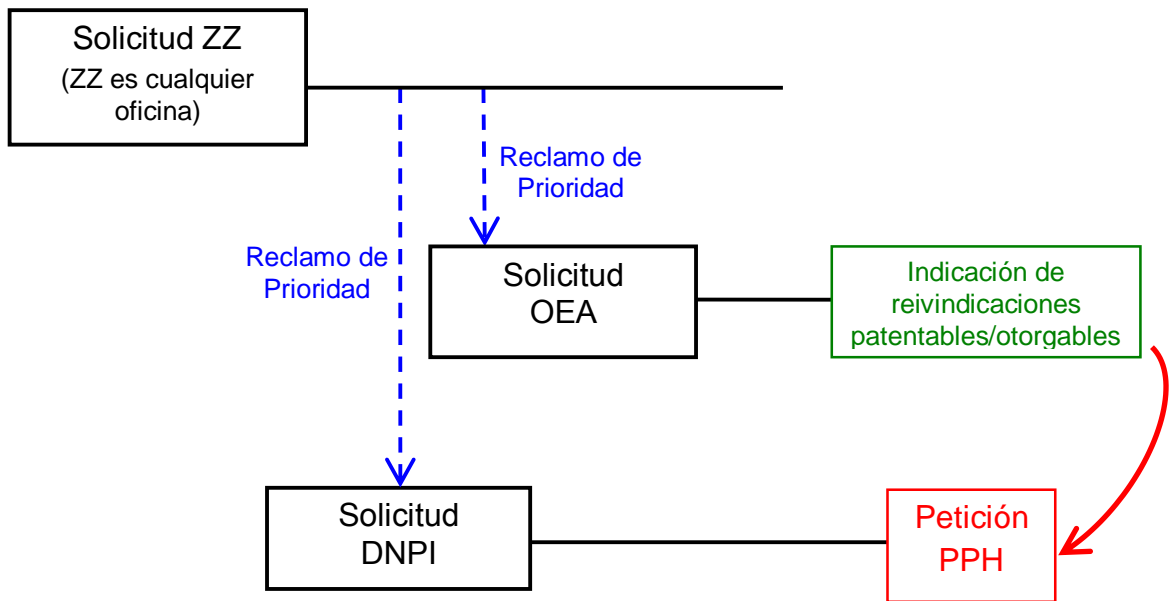 Solicitud ZZ
(ZZ es cualquier
oficina)
Reclamo de
Prioridad
Reclamo de
Prioridad
Solicitud
OEA
Indicación de
reivindicaciones
patentables/otorgables
Solicitud
DNPI
Petición
PPH